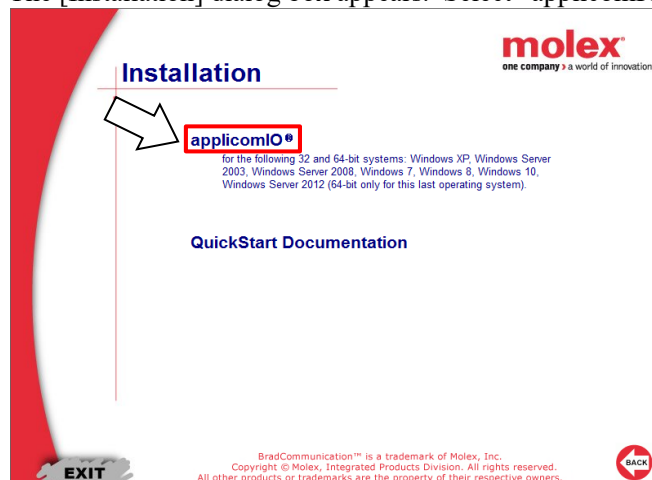 The [Installation] dialog box appears. Select "applicomIO
molex®
one company > a world of innovation
Installation
applicomIO®
for the following 32 and 64-bit systems: Windows XP, Windows Server
2003, Windows Server 2008, Windows 7, Windows 8, Windows 10,
Windows Server 2012 (64-bit only for this last operating system).
QuickStart Documentation
BradCommunication™ is a trademark of Molex, Inc.
Copyright © Molex, Integrated Products Division. All rights reserved.
All other products or trademarks are the property of their respective owners.
EXIT
BACK